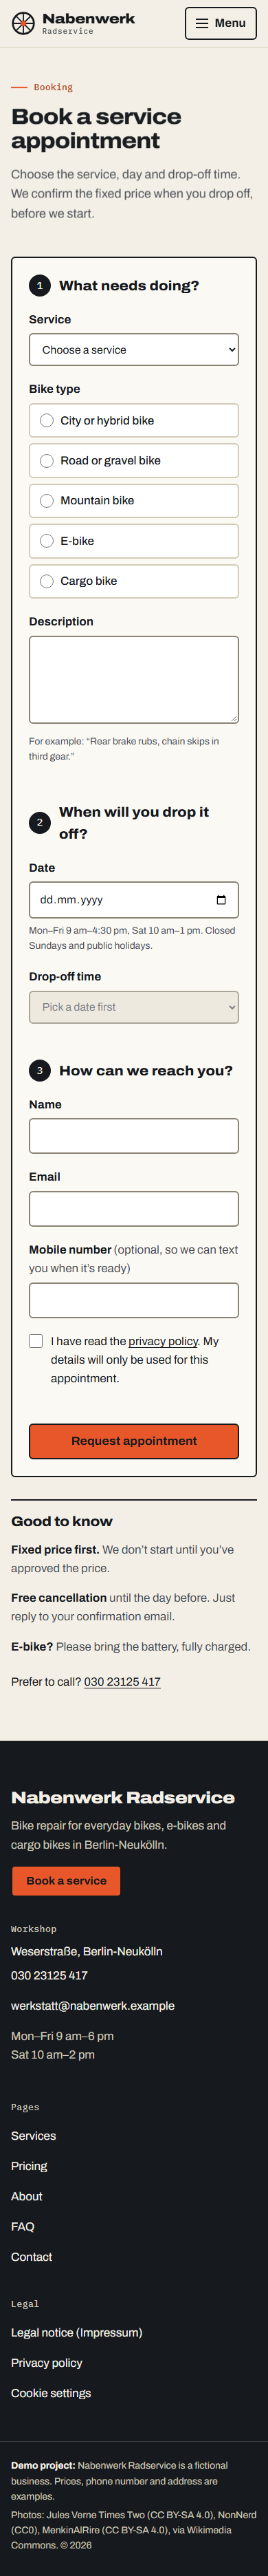 Nabenwerk
Radservice
Menu
Booking
Book a service
appointment
Choose the service, day and drop-off time.
We confirm the fixed price when you drop off,
before we start.
1 What needs doing?
Service
Choose a service
Bike type
City or hybrid bike
Road or gravel bike
Mountain bike
E-bike
Cargo bike
Description
For example: “Rear brake rubs, chain skips in
third gear.”
2 When will you drop it
off?
Date
dd.mm.yyyy
Mon–Fri 9 am–4:30 pm, Sat 10 am–1 pm. Closed
Sundays and public holidays.
Drop-off time
Pick a date first
3 How can we reach you?
Name
Email
Mobile number (optional, so we can text
you when it’s ready)
I have read the privacy policy. My
details will only be used for this
appointment.
Request appointment
Good to know
Fixed price first. We don’t start until you’ve
approved the price.
Free cancellation until the day before. Just
reply to your confirmation email.
E-bike? Please bring the battery, fully charged.
Prefer to call? 030 23125 417
Nabenwerk Radservice
Bike repair for everyday bikes, e-bikes and
cargo bikes in Berlin-Neukölln.
Book a service
Workshop
Weserstraße, Berlin-Neukölln
030 23125 417
werkstatt@nabenwerk.example
Mon–Fri 9 am–6 pm
Sat 10 am–2 pm
Pages
Services
Pricing
About
FAQ
Contact
Legal
Legal notice (Impressum)
Privacy policy
Cookie settings
Demo project: Nabenwerk Radservice is a fictional
business. Prices, phone number and address are
examples.
Photos: Jules Verne Times Two (CC BY-SA 4.0), NonNerd
(CC0), MenkinAlRire (CC BY-SA 4.0), via Wikimedia
Commons. © 2026